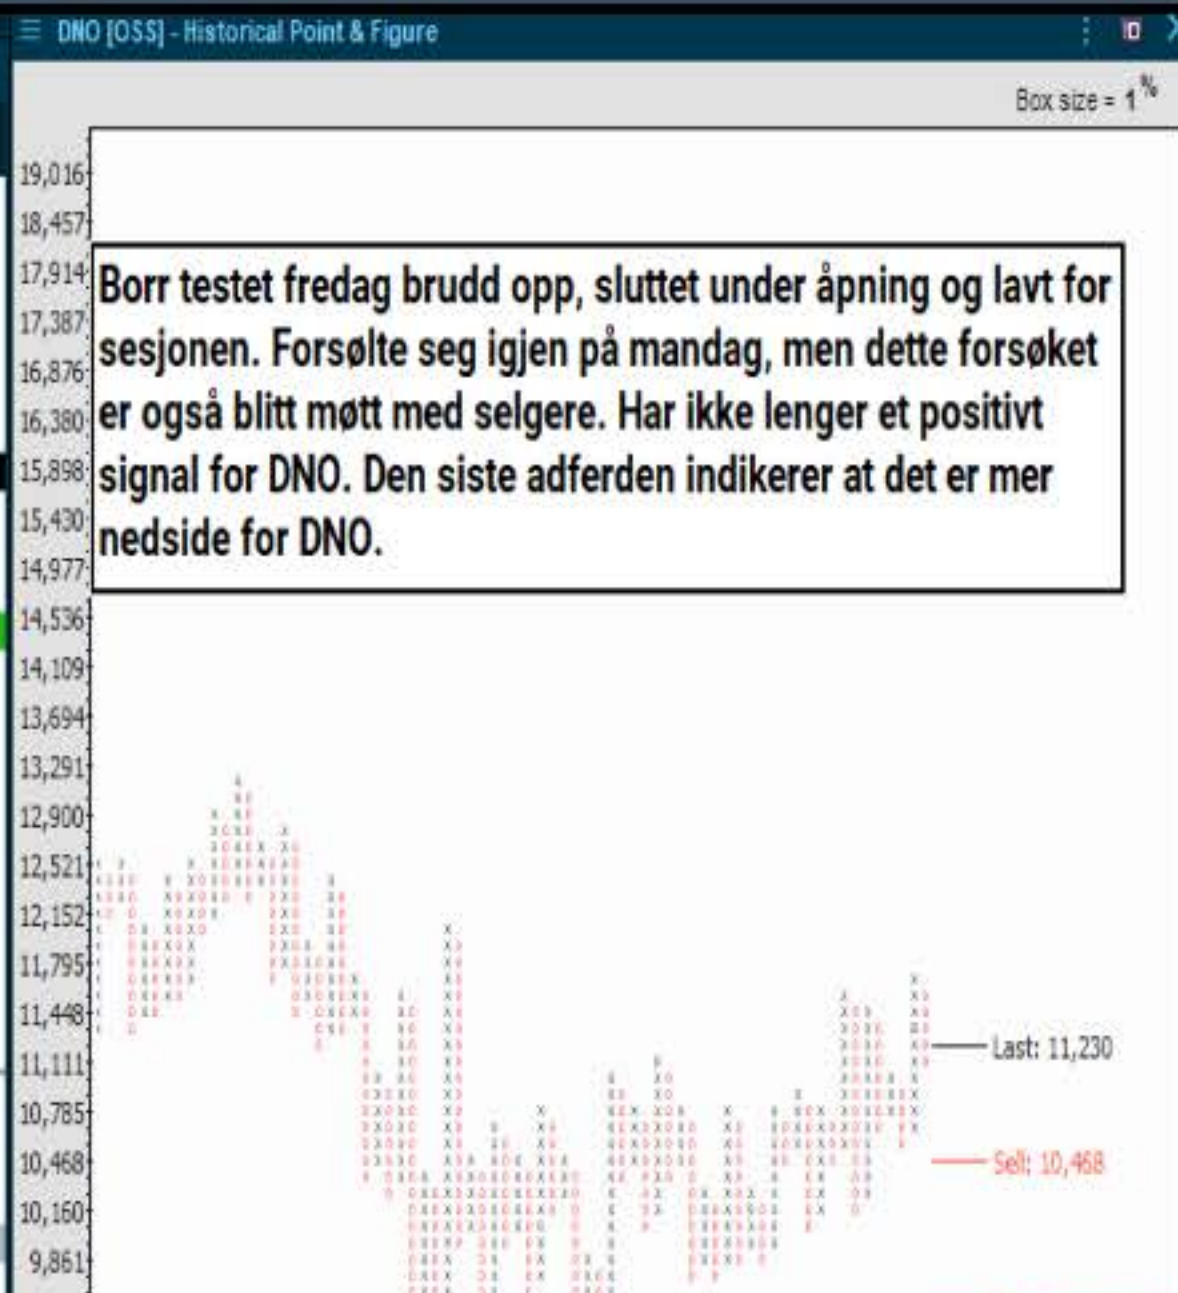 DNO [OSS] - Historical Point & Figure
Box size = 1 %
19,016
18,457
17,914
17,387
16,876
16,380
15,898
15,430
14,977
Borr testet fredag brudd opp, sluttet under åpning og lavt for
sesjonen. Forsølte seg igjen på mandag, men dette forsøket
er også blitt møtt med selgere. Har ikke lenger et positivt
signal for DNO. Den siste adferden indikerer at det er mer
nedside for DNO.
14,536
14,109
13,694
13,291
12,900
12,521
12,152
11,795
11,448
11,111
10,785
10,468
10,160
9,861
Last: 11,230
Sell: 10,468